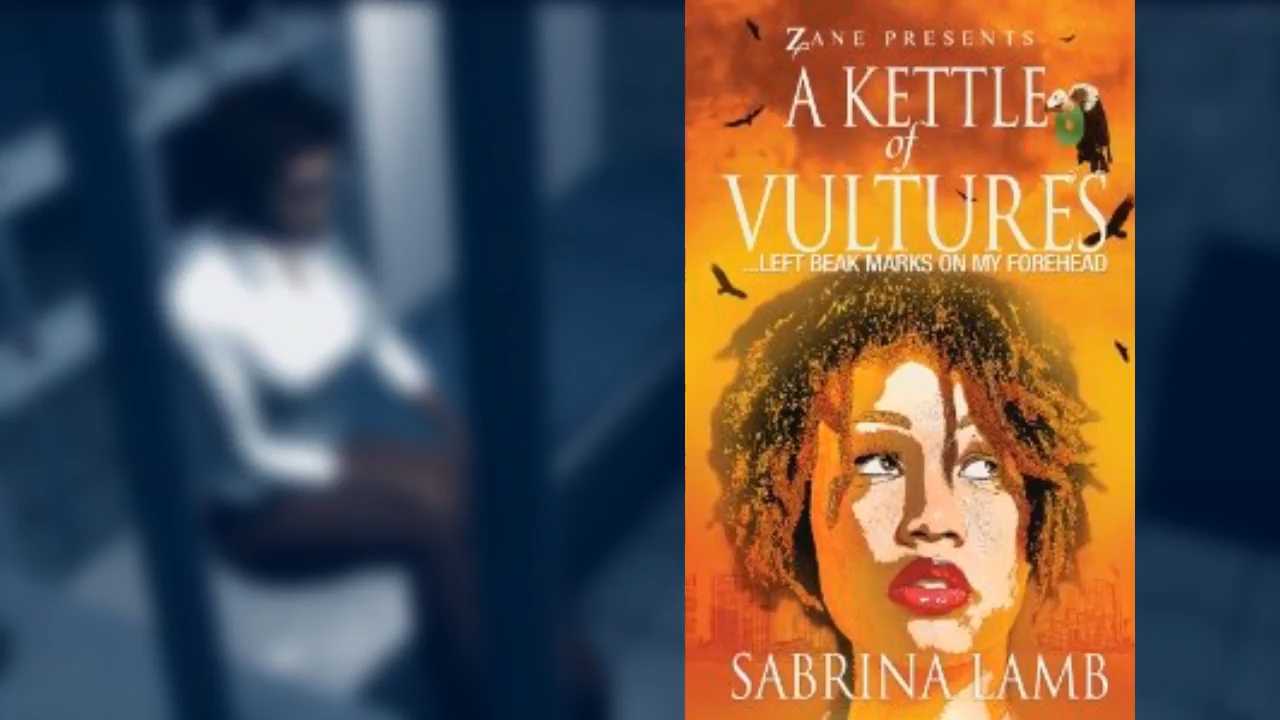 ZANE PRESENTS
A KETTLE
of
VULTURES
...LEFT BEAK MARKS ON MY FOREHEAD
SABRINA LAMB